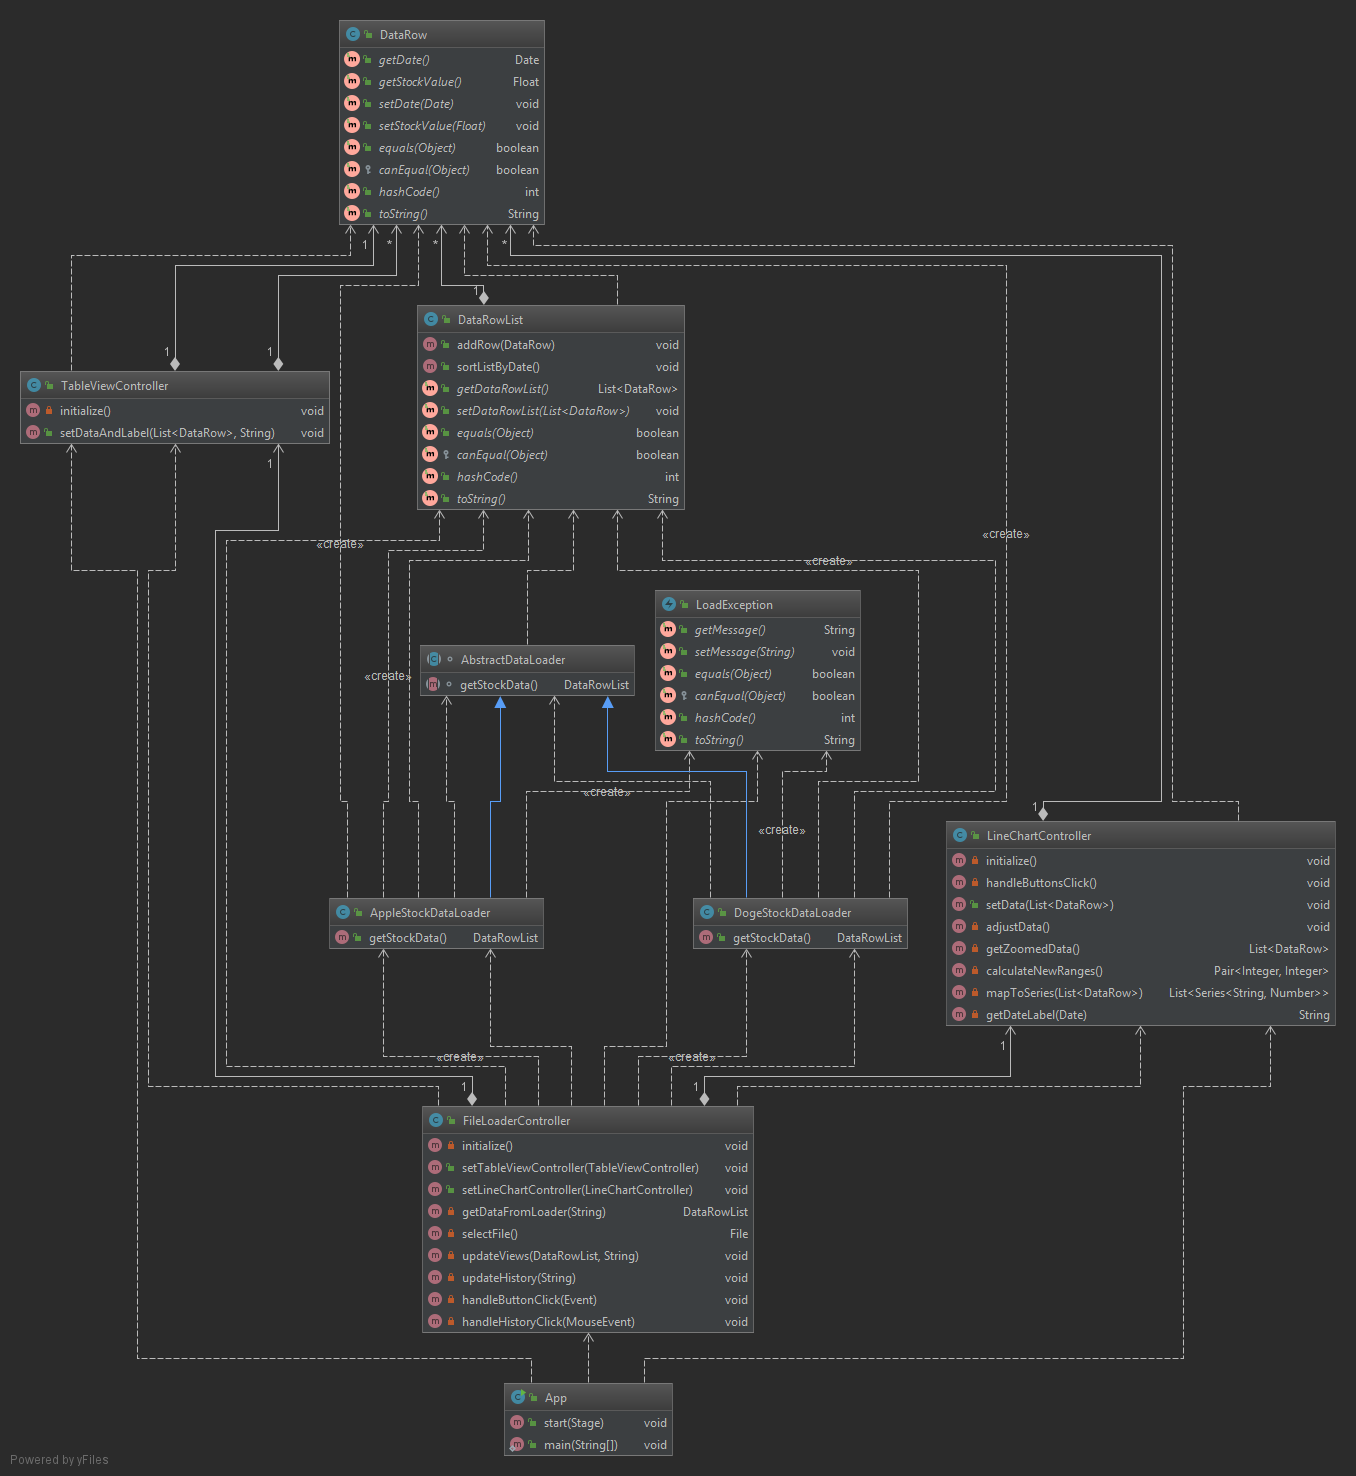 DataRow
getDate() Date
getStockValue() Float
setDate(Date) void
setStockValue(Float) void
equals(Object) boolean
canEqual(Object) boolean
hashCode() int
toString() String
1 * * *
1
DataRowList
addRow(DataRow) void
sortListByDate() void
getDataRowList() List<DataRow>
setDataRowList(List<DataRow>) void
equals(Object) boolean
canEqual(Object) boolean
hashCode() int
toString() String
1 1
TableViewController
initialize() void
setDataAndLabel(List<DataRow>, String) void
1
«create»
«create»
«create»
LoadException
getMessage() String
setMessage(String) void
equals(Object) boolean
canEqual(Object) boolean
hashCode() int
toString() String
AbstractDataLoader
getStockData() DataRowList
«create»
«create»
«create»
1
LineChartController
initialize() void
handleButtonsClick() void
setData(List<DataRow>) void
adjustData() void
getZoomedData() List<DataRow>
calculateNewRanges() Pair<Integer, Integer>
mapToSeries(List<DataRow>) List<Series<String, Number>>
getDateLabel(Date) String
AppleStockDataLoader
getStockData() DataRowList
DogeStockDataLoader
getStockData() DataRowList
1
«create» «create»
1 1
FileLoaderController
initialize() void
setTableViewController(TableViewController) void
setLineChartController(LineChartController) void
getDataFromLoader(String) DataRowList
selectFile() File
updateViews(DataRowList, String) void
updateHistory(String) void
handleButtonClick(Event) void
handleHistoryClick(MouseEvent) void
App
start(Stage) void
main(String[]) void
Powered by yFiles